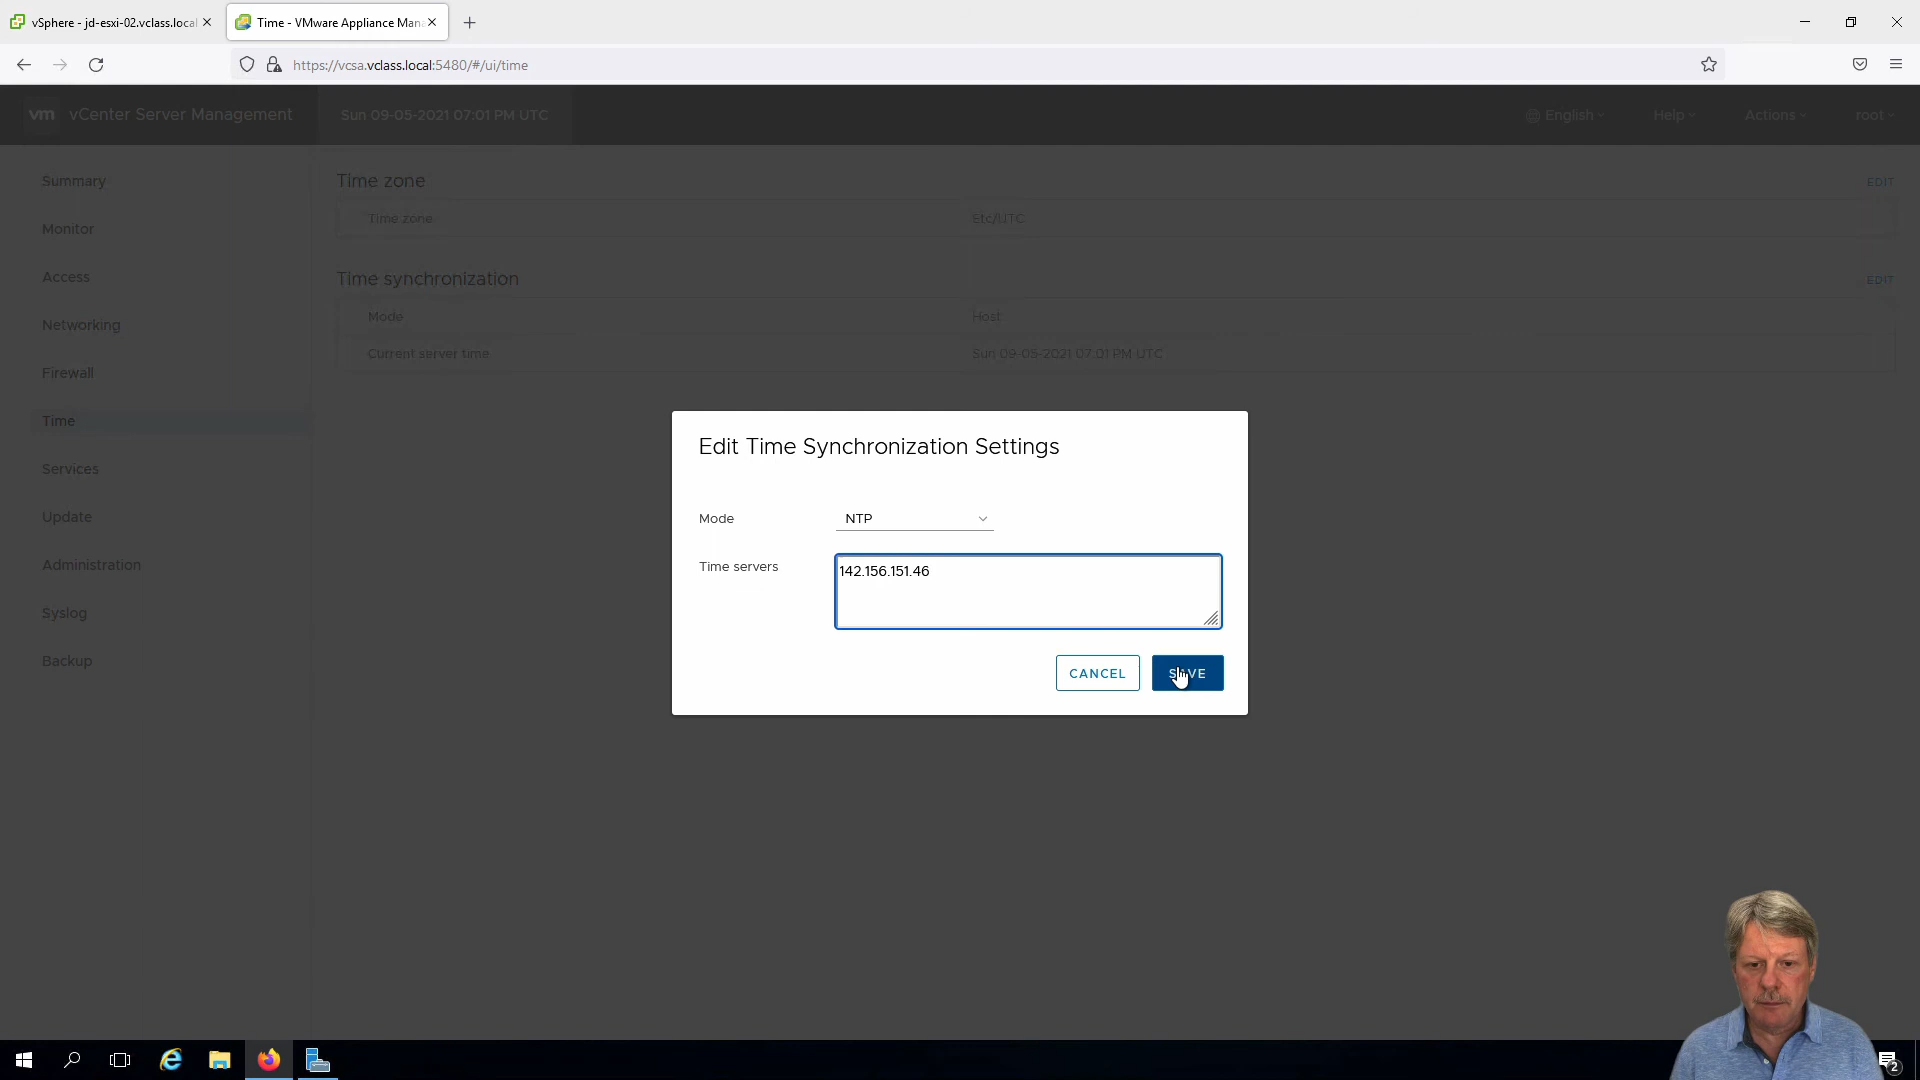 vSphere - jd-esxi-02.vclass.local
Time - VMware Appliance Man
https://vcsa.vclass.local:5480/#/ui/time
vm vCenter Server Management Sun 09-05-2021 07:01 PM UTC English Help Actions root
Summary
Monitor
Access
Networking
Firewall
Time
Services
Update
Administration
Syslog
Backup
Time zone EDIT
Time zone Etc/UTC
Time synchronization EDIT
Mode Host
Current server time Sun 09-05-2021 07:01 PM UTC
Edit Time Synchronization Settings
Mode NTP
Time servers 142.156.151.46
CANCEL SAVE
2